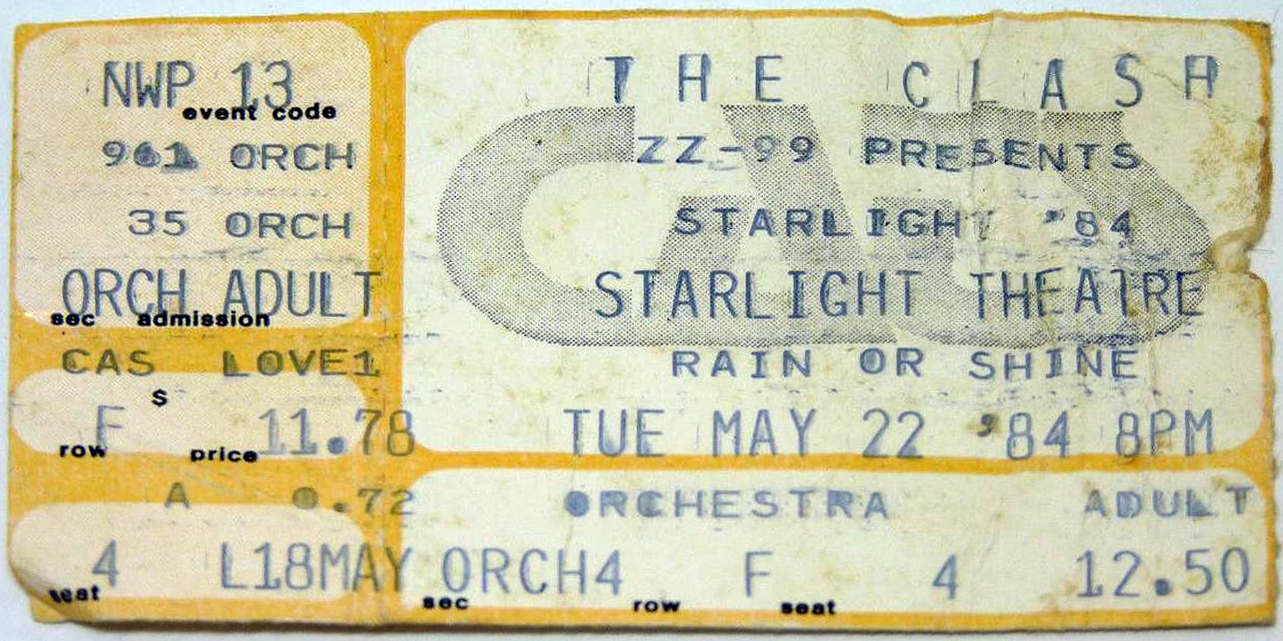 NWP 13
event code
961 ORCH
35 ORCH
ORCH ADULT
sec admission
CAS LOVE1
$
F 11.78
row price
A 0.72
4 L18MAY
seat
THE CLASH
ZZ-99 PRESENTS
STARLIGHT '84
STARLIGHT THEATRE
RAIN OR SHINE
TUE MAY 22 '84 8PM
ORCHESTRA ADULT
ORCH4 F 4 12.50
sec row seat